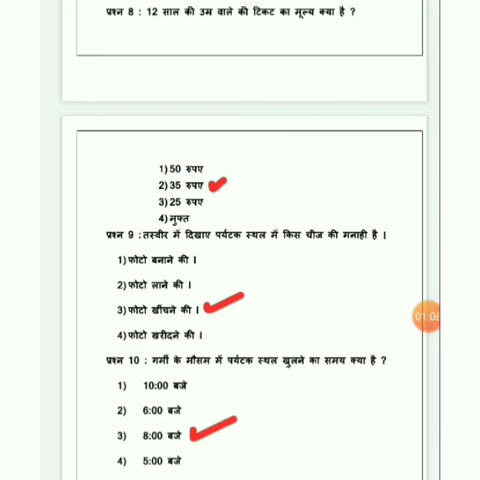 प्रश्न 8 : 12 साल की उम्र वाले की टिकट का मूल्य क्या है ?
1) 50 रुपए
2) 35 रुपए
3) 25 रुपए
4) मुफ्त
प्रश्न 9 : तस्वीर में दिखाए पर्यटक स्थल में किस चीज की मनाही है ।
1) फोटो बनाने की ।
2) फोटो लाने की ।
3) फोटो खींचने की ।
01:08
4) फोटो खरीदने की ।
प्रश्न 10 : गर्मी के मौसम में पर्यटक स्थल खुलने का समय क्या है ?
1) 10:00 बजे
2) 6:00 बजे
3) 8:00 बजे
4) 5:00 बजे